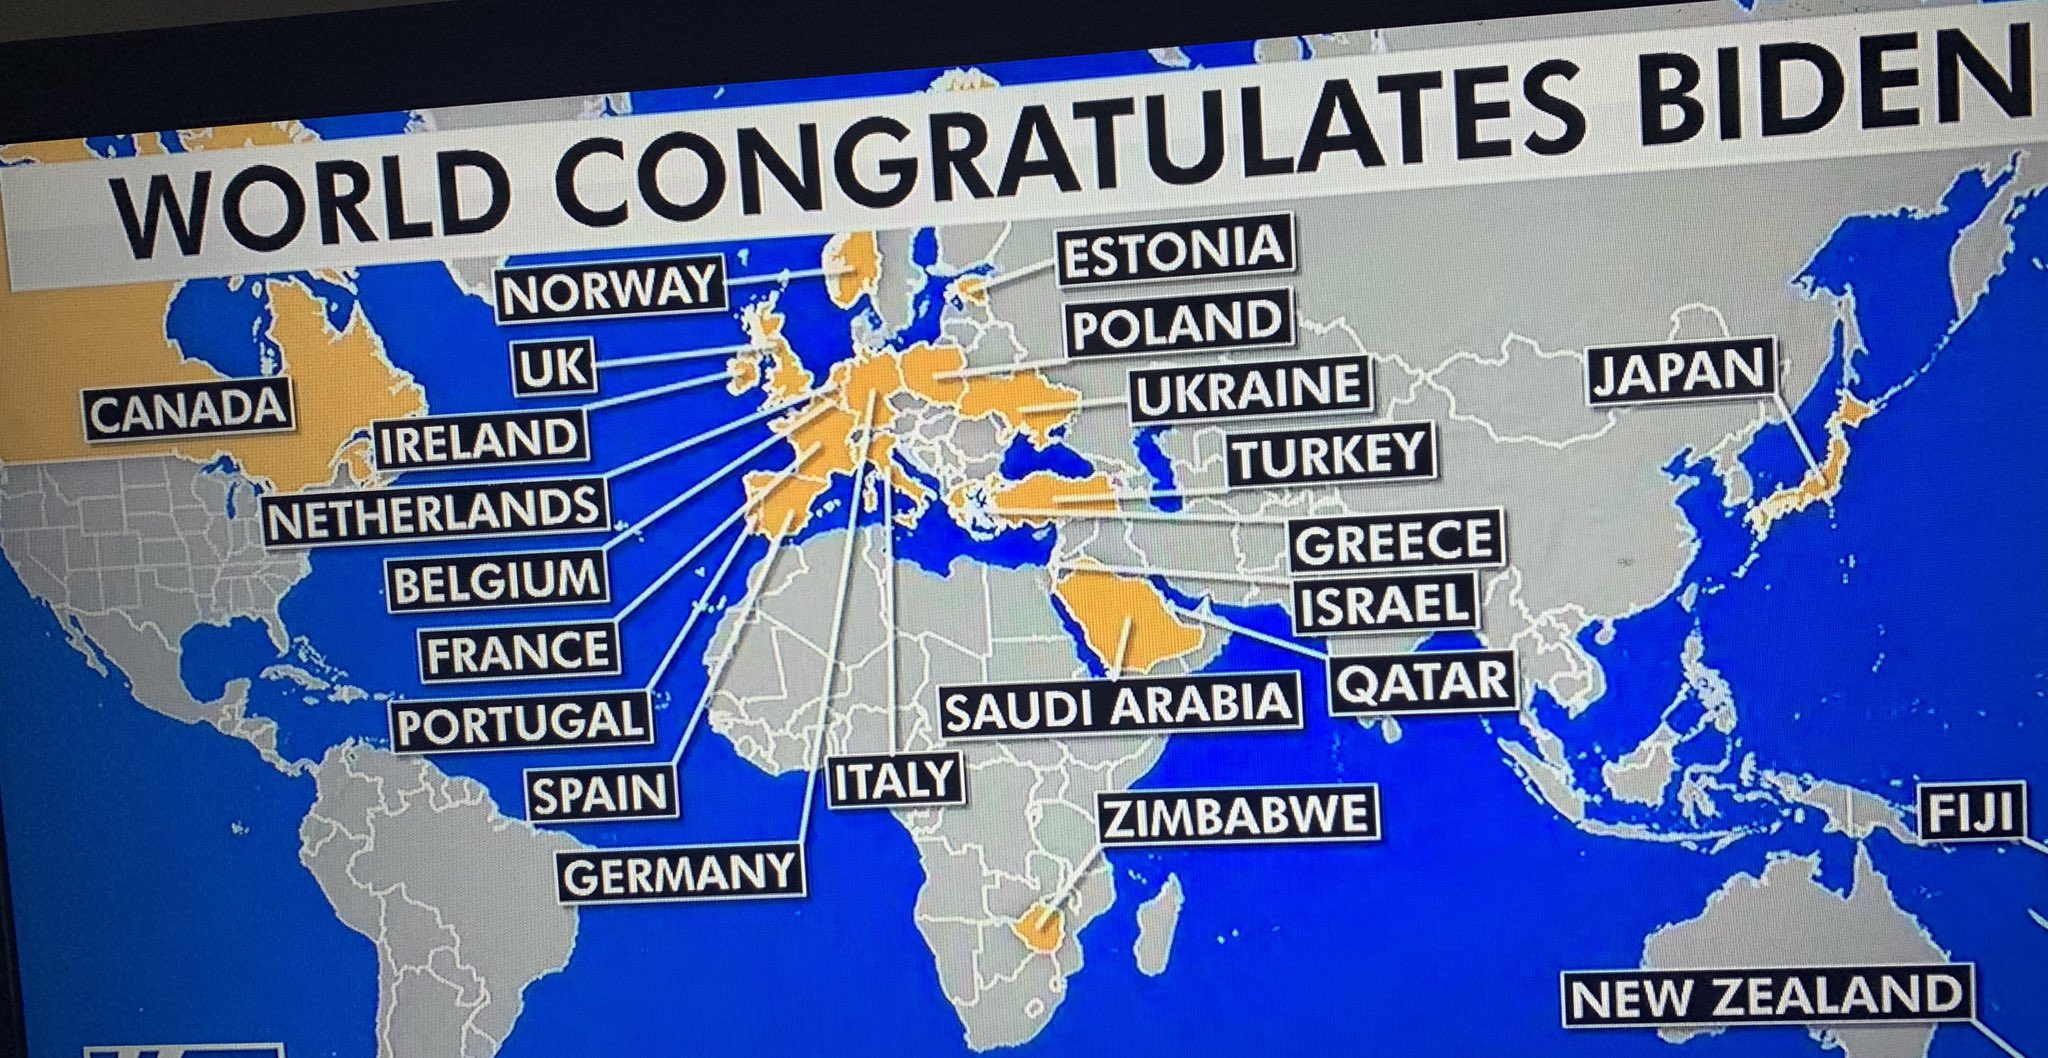 WORLD CONGRATULATES BIDEN
NORWAY
ESTONIA
UK
POLAND
CANADA
IRELAND
UKRAINE
JAPAN
NETHERLANDS
TURKEY
BELGIUM
GREECE
FRANCE
ISRAEL
PORTUGAL
SAUDI ARABIA
QATAR
SPAIN
ITALY
GERMANY
ZIMBABWE
FIJI
NEW ZEALAND